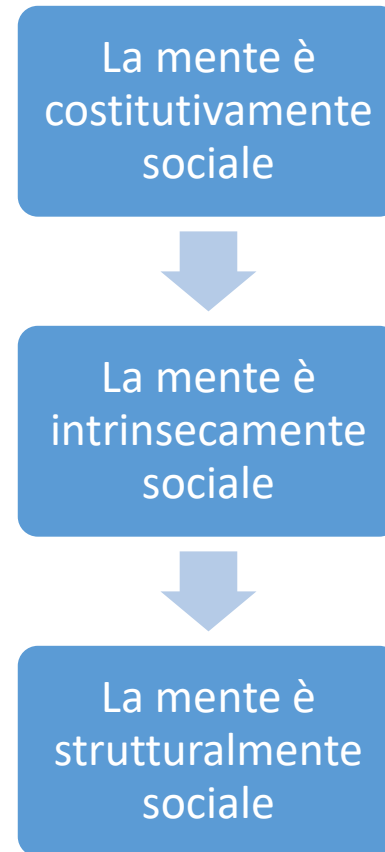 La mente è
costitutivamente
sociale
La mente è
intrinsecamente
sociale
La mente è
strutturalmente
sociale